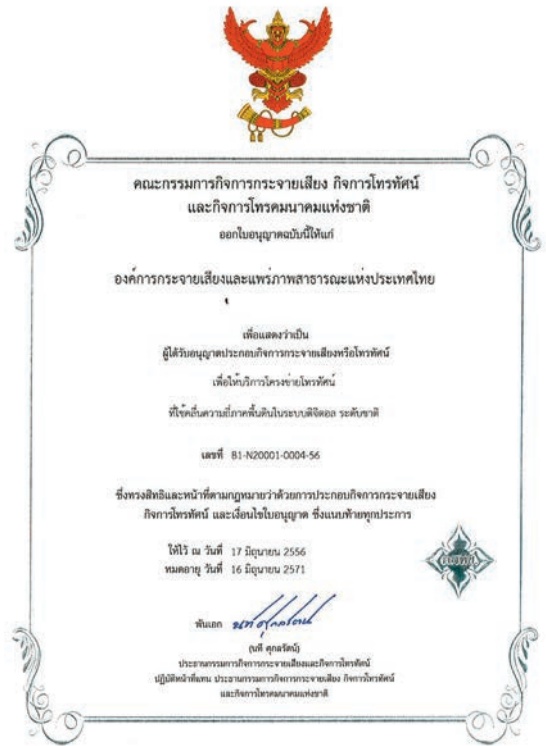 คณะกรรมการกิจการกระจายเสียง กิจการโทรทัศน์
และกิจการโทรคมนาคมแห่งชาติ
ออกใบอนุญาตฉบับนี้ให้แก่
องค์การกระจายเสียงและแพร่ภาพสาธารณะแห่งประเทศไทย
เพื่อแสดงว่าเป็น
ผู้ได้รับอนุญาตประกอบกิจการกระจายเสียงหรือโทรทัศน์
เพื่อให้บริการโครงข่ายโทรทัศน์
ที่ใช้คลื่นความถี่ภาคพื้นดินในระบบดิจิตอล ระดับชาติ
เลขที่ B1-N20001-0004-56
ซึ่งทรงสิทธิและหน้าที่ตามกฎหมายว่าด้วยการประกอบกิจการกระจายเสียง
กิจการโทรทัศน์ และเงื่อนไขใบอนุญาต ซึ่งแนบท้ายทุกประการ
ให้ไว้ ณ วันที่ 17 มิถุนายน 2556
หมดอายุ วันที่ 16 มิถุนายน 2571
พันเอก
(นที ศุกลรัตน์)
ประธานกรรมการกิจการกระจายเสียงและกิจการโทรทัศน์
ปฏิบัติหน้าที่แทน ประธานกรรมการกิจการกระจายเสียง กิจการโทรทัศน์
และกิจการโทรคมนาคมแห่งชาติ